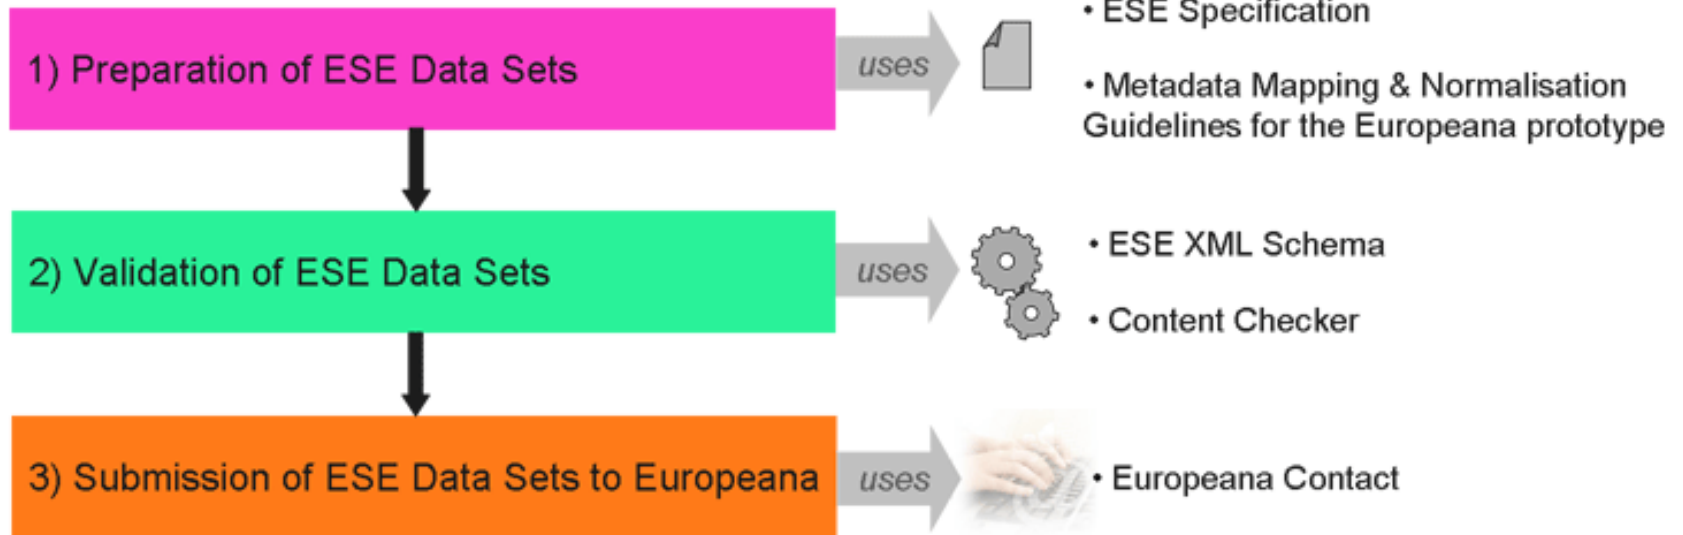 1) Preparation of ESE Data Sets
uses
• ESE Specification
• Metadata Mapping & Normalisation
Guidelines for the Europeana prototype
2) Validation of ESE Data Sets
uses
• ESE XML Schema
• Content Checker
3) Submission of ESE Data Sets to Europeana
uses
• Europeana Contact